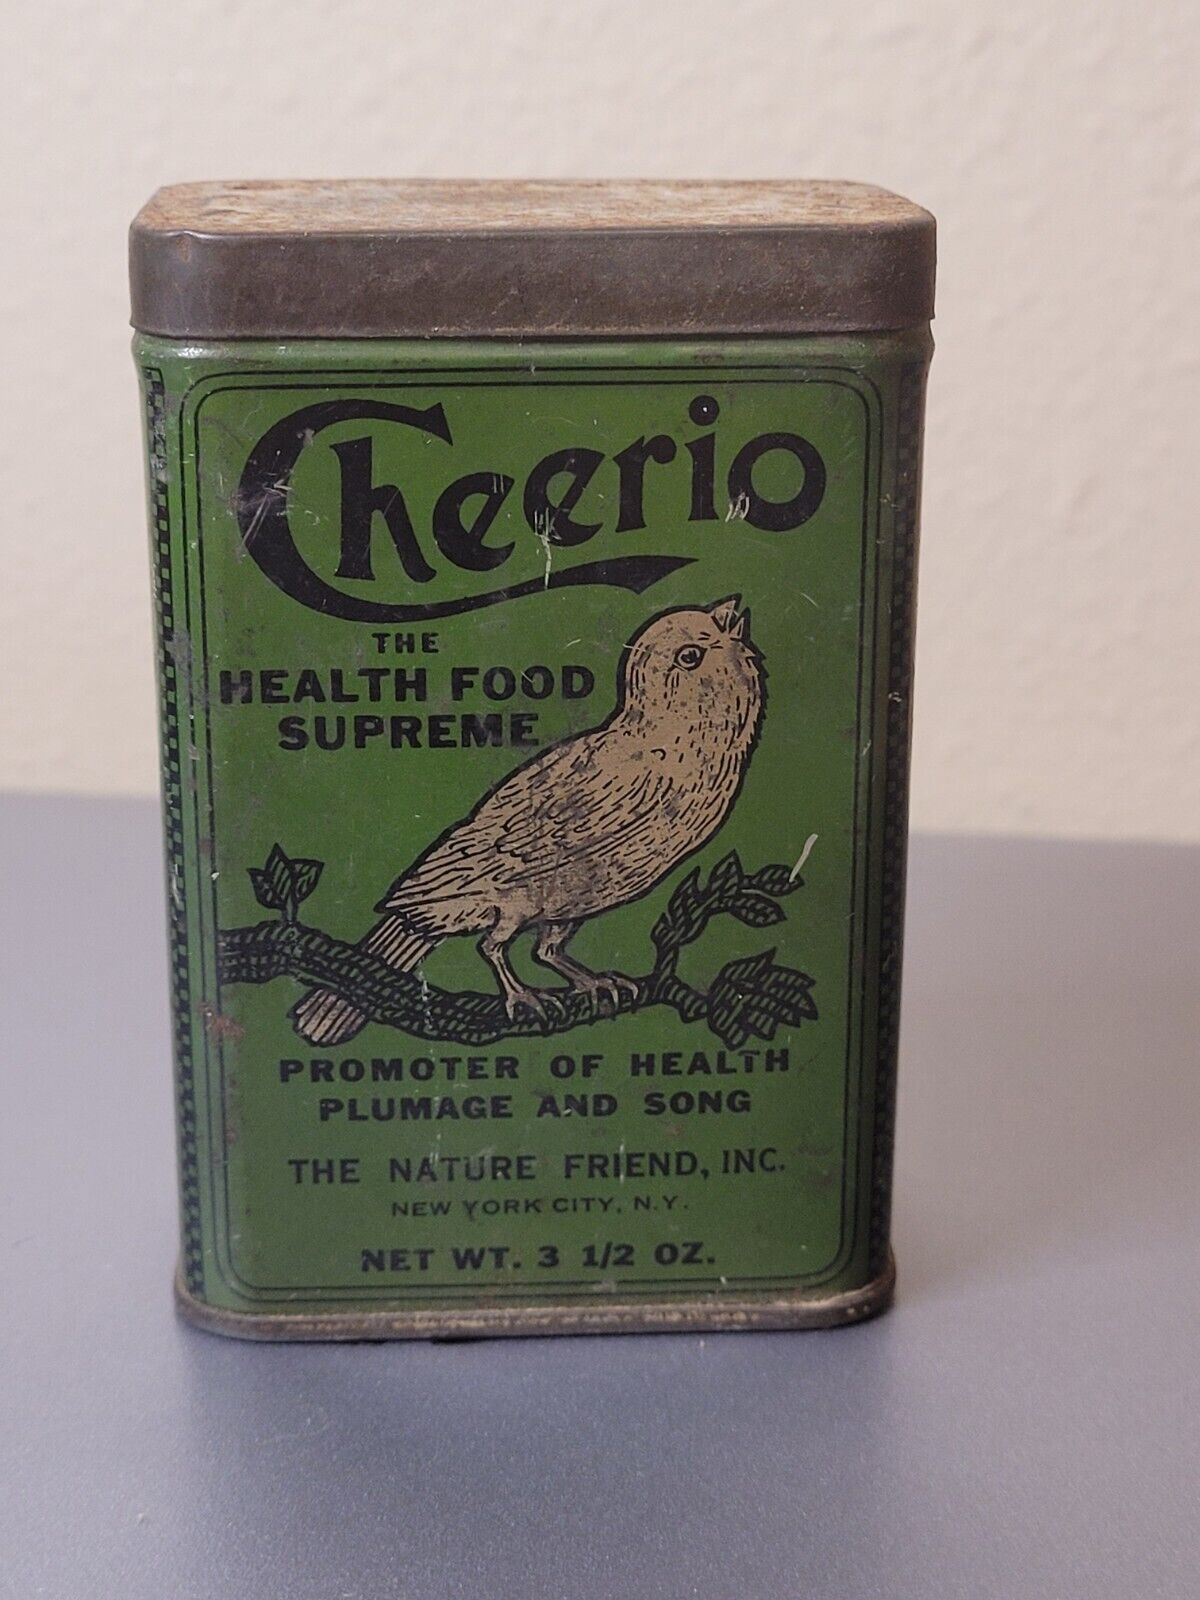 Cheerio
THE
HEALTH FOOD
SUPREME
PROMOTER OF HEALTH
PLUMAGE AND SONG
THE NATURE FRIEND, INC.
NEW YORK CITY, N.Y.
NET WT. 3 1/2 OZ.